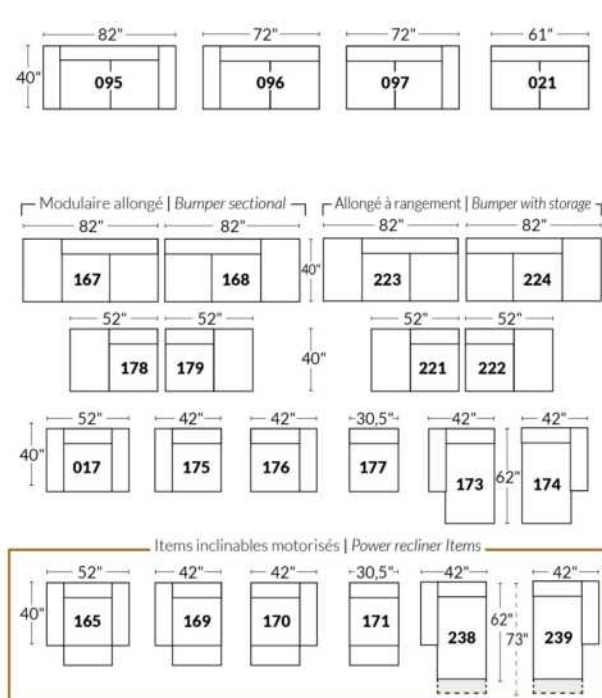 82" 72" 72" 61"
40" 095 096 097 021
Modulaire allongé | Bumper sectional Allongé à rangement | Bumper with storage
82" 82" 82" 82"
167 168 40" 223 224
52" 52" 52" 52"
178 179 40" 221 222
52" 42" 42" 30,5" 42" 42"
40" 017 175 176 177 173 62" 174
Items inclinables motorisés | Power recliner Items
52" 42" 42" 30,5" 42" 42"
40" 165 169 170 171 238 62" 73" 239